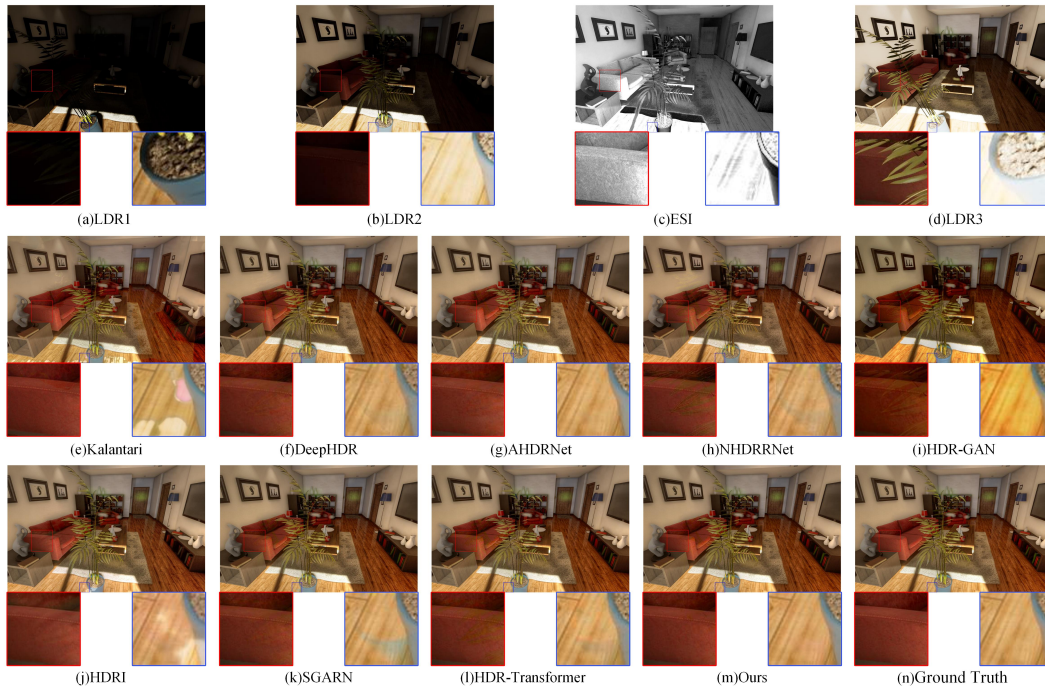 (a)LDR1
(b)LDR2
(c)ESI
(d)LDR3
(e)Kalantari
(f)DeepHDR
(g)AHDRNet
(h)NHDRRNet
(i)HDR-GAN
(j)HDRI
(k)SGARN
(l)HDR-Transformer
(m)Ours
(n)Ground Truth